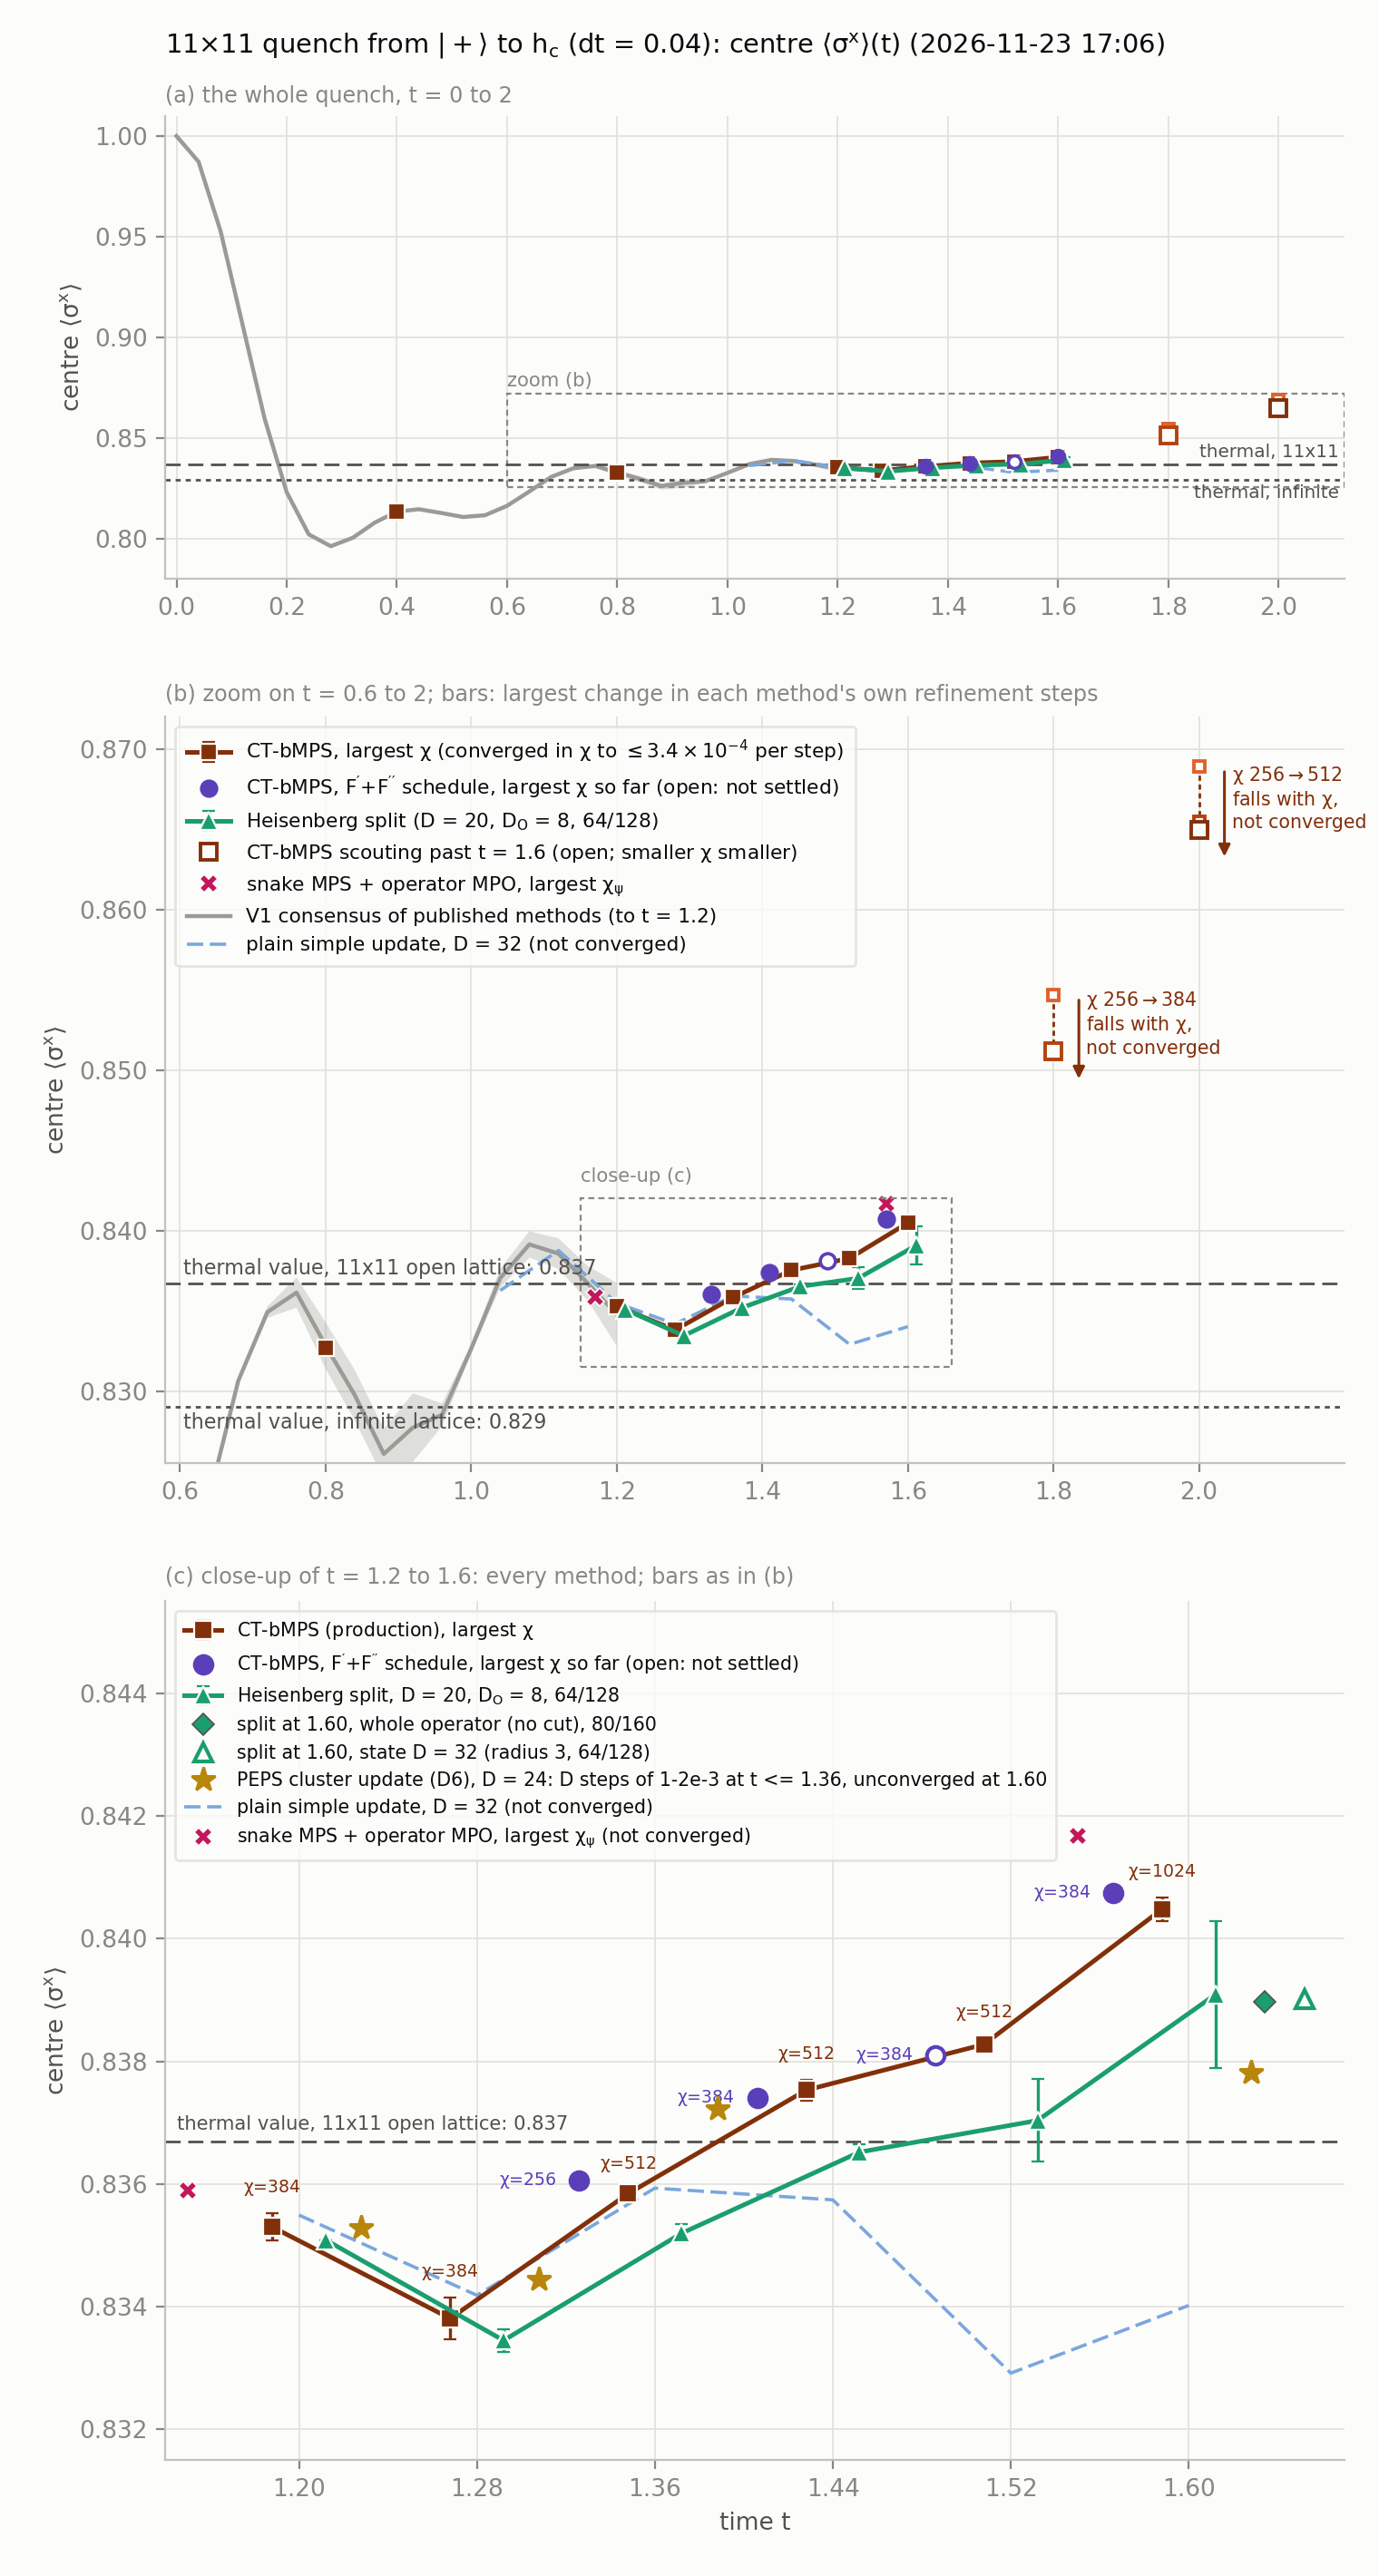 11×11 quench from |+⟩ to h_c (dt = 0.04): centre ⟨σˣ⟩(t) (2026-11-23 17:06)
(a) the whole quench, t = 0 to 2
1.00
0.95
0.90
0.85
0.80
centre ⟨σˣ⟩
zoom (b)
thermal, 11x11
thermal, infinite
0.0 0.2 0.4 0.6 0.8 1.0 1.2 1.4 1.6 1.8 2.0
(b) zoom on t = 0.6 to 2; bars: largest change in each method's own refinement steps
CT-bMPS, largest χ (converged in χ to ≤3.4 × 10⁻⁴ per step)
CT-bMPS, F′+F″ schedule, largest χ so far (open: not settled)
Heisenberg split (D = 20, D_O = 8, 64/128)
CT-bMPS scouting past t = 1.6 (open; smaller χ smaller)
snake MPS + operator MPO, largest χ_ψ
V1 consensus of published methods (to t = 1.2)
plain simple update, D = 32 (not converged)
0.870
0.860
0.850
0.840
0.830
centre ⟨σˣ⟩
χ 256→512
falls with χ,
not converged
χ 256→384
falls with χ,
not converged
close-up (c)
thermal value, 11x11 open lattice: 0.837
thermal value, infinite lattice: 0.829
0.6 0.8 1.0 1.2 1.4 1.6 1.8 2.0
(c) close-up of t = 1.2 to 1.6: every method; bars as in (b)
CT-bMPS (production), largest χ
CT-bMPS, F′+F″ schedule, largest χ so far (open: not settled)
Heisenberg split, D = 20, D_O = 8, 64/128
split at 1.60, whole operator (no cut), 80/160
split at 1.60, state D = 32 (radius 3, 64/128)
PEPS cluster update (D6), D = 24: D steps of 1-2e-3 at t <= 1.36, unconverged at 1.60
plain simple update, D = 32 (not converged)
snake MPS + operator MPO, largest χ_ψ (not converged)
0.844
0.842
0.840
0.838
0.836
0.834
0.832
centre ⟨σˣ⟩
χ=1024
χ=384
χ=512
χ=512
χ=384
χ=384
thermal value, 11x11 open lattice: 0.837
χ=512
χ=256
χ=384
χ=384
1.20 1.28 1.36 1.44 1.52 1.60
time t